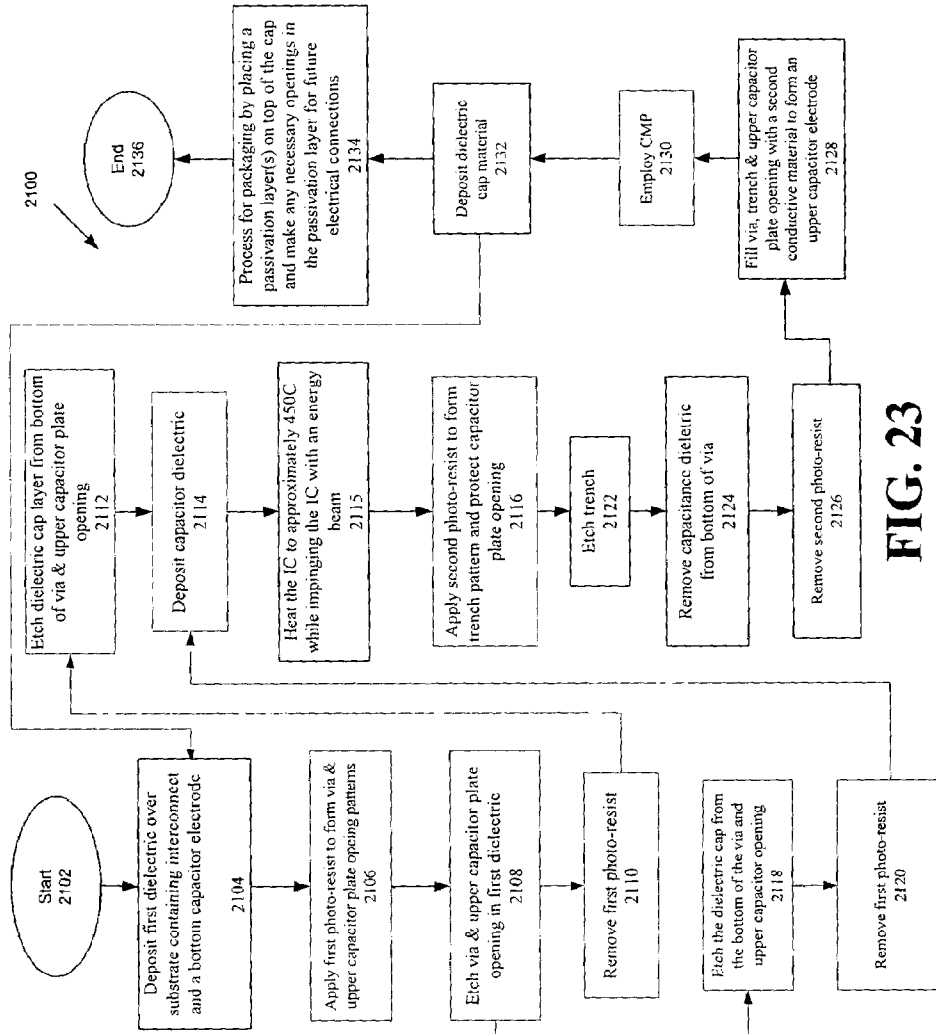 2100
Start
2102
Deposit first dielectric over
substrate containing interconnect
and a bottom capacitor electrode
2104
Apply first photo-resist to form via &
upper capacitor plate opeing patterns
2106
Etch via & upper capacitor plate
opening in first dielectric
2108
Remove first photo-resist
2110
Etch the dielectric cap from
the bottom of the via and
upper capacitor opening
2118
Remove first photo-resist
2120
Etch dielectric cap layer from bottom
of via & upper capacitor plate
opening
2112
Deposit capacitor dielectric
2114
Heat the IC to approximately 450C
while impinging the IC with an energy
beam
2115
Apply second photo-resist to form
trench pattern and protect capacitor
plate opening
2116
Etch trench
2122
Remove capacitance dieletric
from bottom of via
2124
Remove second photo-resist
2126
Fill via, trench & upper capacitor
plate opening with a second
conductive material to form an
upper capacitor electrode
2128
Employ CMP
2130
Deposit dielectric
cap material
2132
Process for packaging by placing a
passivation layer(s) on top of the cap
and make any necessary openings in
the passivation layer for future
electrical connections
2134
End
2136
FIG. 23